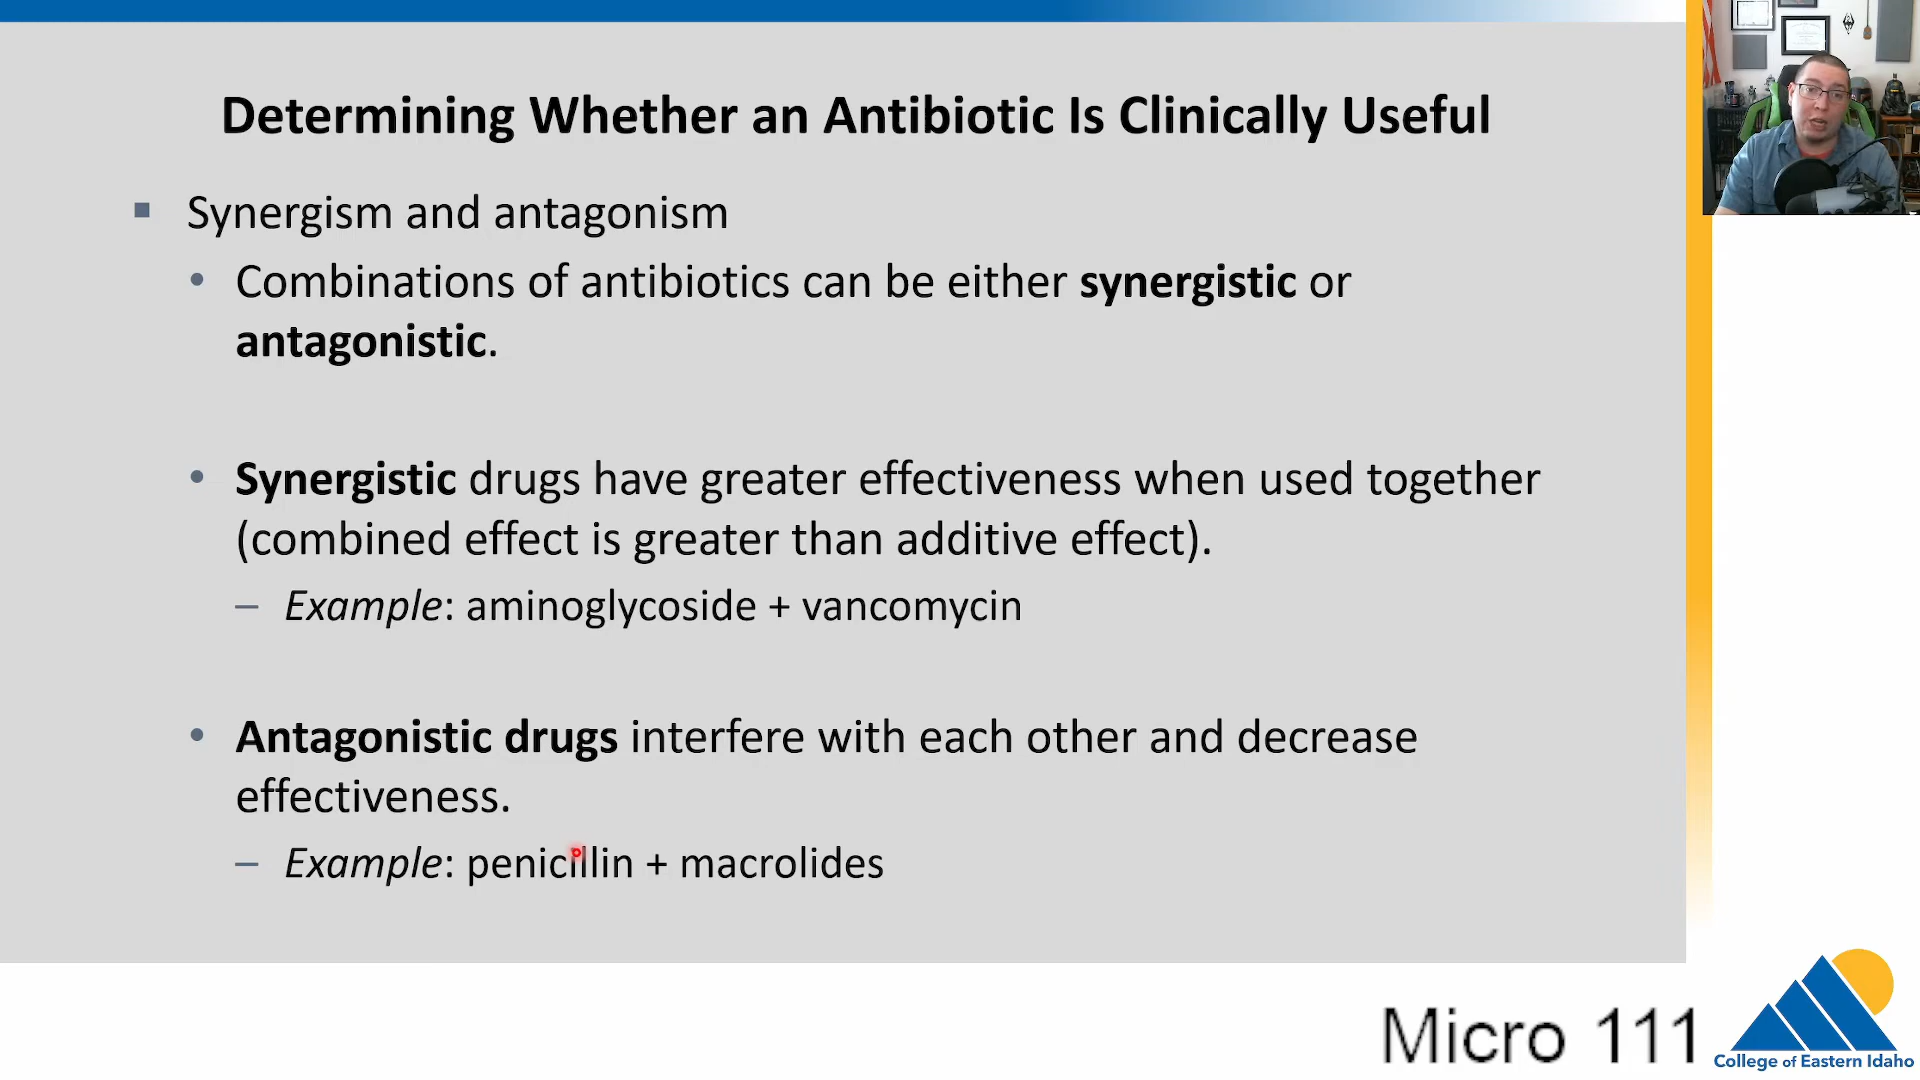 Determining Whether an Antibiotic Is Clinically Useful
Synergism and antagonism
Combinations of antibiotics can be either synergistic or
antagonistic.
Synergistic drugs have greater effectiveness when used together
(combined effect is greater than additive effect).
– Example: aminoglycoside + vancomycin
Antagonistic drugs interfere with each other and decrease
effectiveness.
– Example: penicillin + macrolides
Micro 111
College of Eastern Idaho